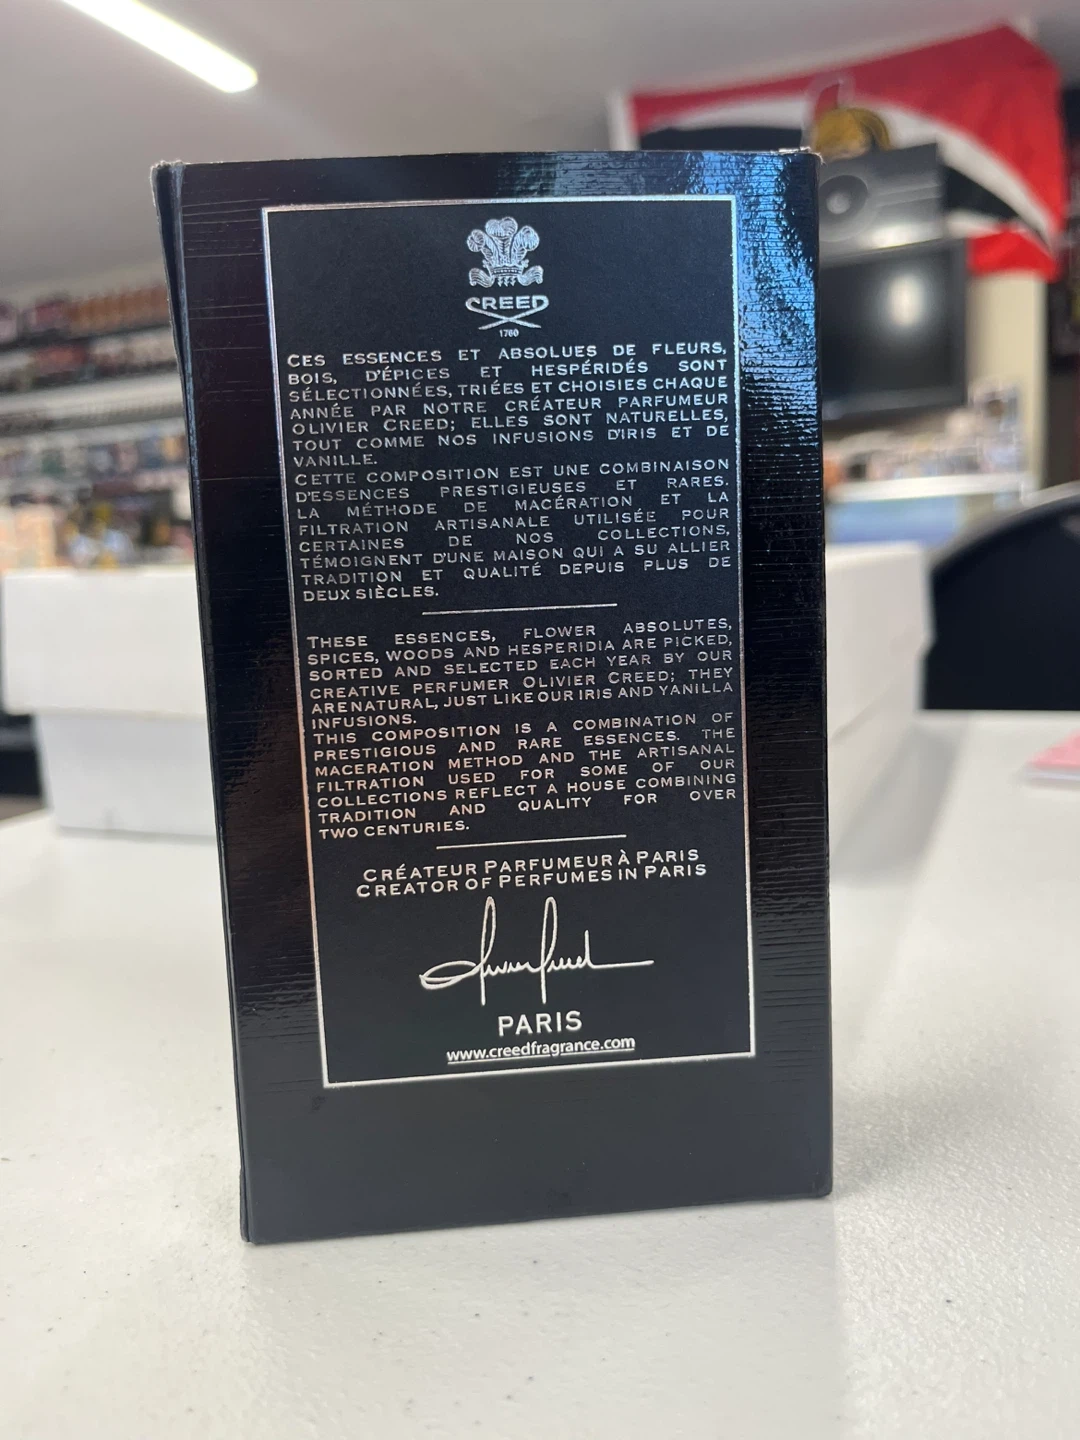 CREED
1760
CES ESSENCES ET ABSOLUES DE FLEURS,
BOIS, D'ÉPICES ET HESPÉRIDÉS SONT
SÉLECTIONNÉES, TRIÉES ET CHOISIES CHAQUE
ANNÉE PAR NOTRE CRÉATEUR PARFUMEUR
OLIVIER CREED; ELLES SONT NATURELLES,
TOUT COMME NOS INFUSIONS D'IRIS ET DE
VANILLE.
CETTE COMPOSITION EST UNE COMBINAISON
D'ESSENCES PRESTIGIEUSES ET RARES.
LA MÉTHODE DE MACÉRATION ET LA
FILTRATION ARTISANALE UTILISÉE POUR
CERTAINES DE NOS COLLECTIONS,
TÉMOIGNENT D'UNE MAISON QUI A SU ALLIER
TRADITION ET QUALITÉ DEPUIS PLUS DE
DEUX SIÈCLES.
THESE ESSENCES, FLOWER ABSOLUTES,
SPICES, WOODS AND HESPERIDIA ARE PICKED,
SORTED AND SELECTED EACH YEAR BY OUR
CREATIVE PERFUMER OLIVIER CREED; THEY
ARE NATURAL, JUST LIKE OUR IRIS AND VANILLA
INFUSIONS.
THIS COMPOSITION IS A COMBINATION OF
PRESTIGIOUS AND RARE ESSENCES. THE
MACERATION METHOD AND THE ARTISANAL
FILTRATION USED FOR SOME OF OUR
COLLECTIONS REFLECT A HOUSE COMBINING
TRADITION AND QUALITY FOR OVER
TWO CENTURIES.
CRÉATEUR PARFUMEUR À PARIS
CREATOR OF PERFUMES IN PARIS
Olivier Creed
PARIS
www.creedfragrance.com